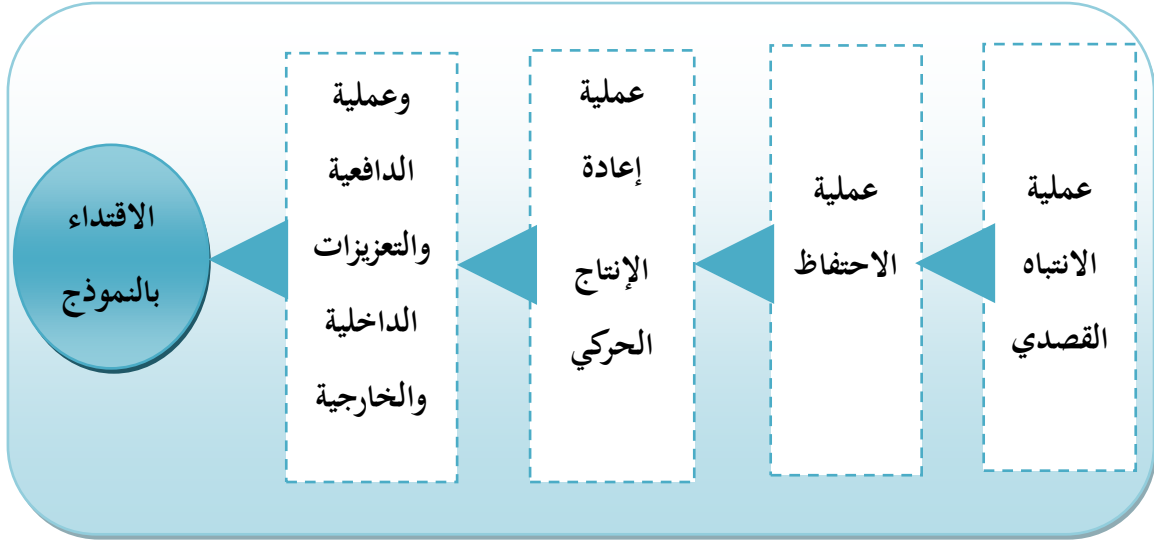 عملية
الانتباه
القصدي
عملية
الاحتفاظ
عملية
إعادة
الإنتاج
الحركي
وعملية
الدافعية
والتعزيزات
الداخلية
والخارجية
الاقتداء
بالنموذج